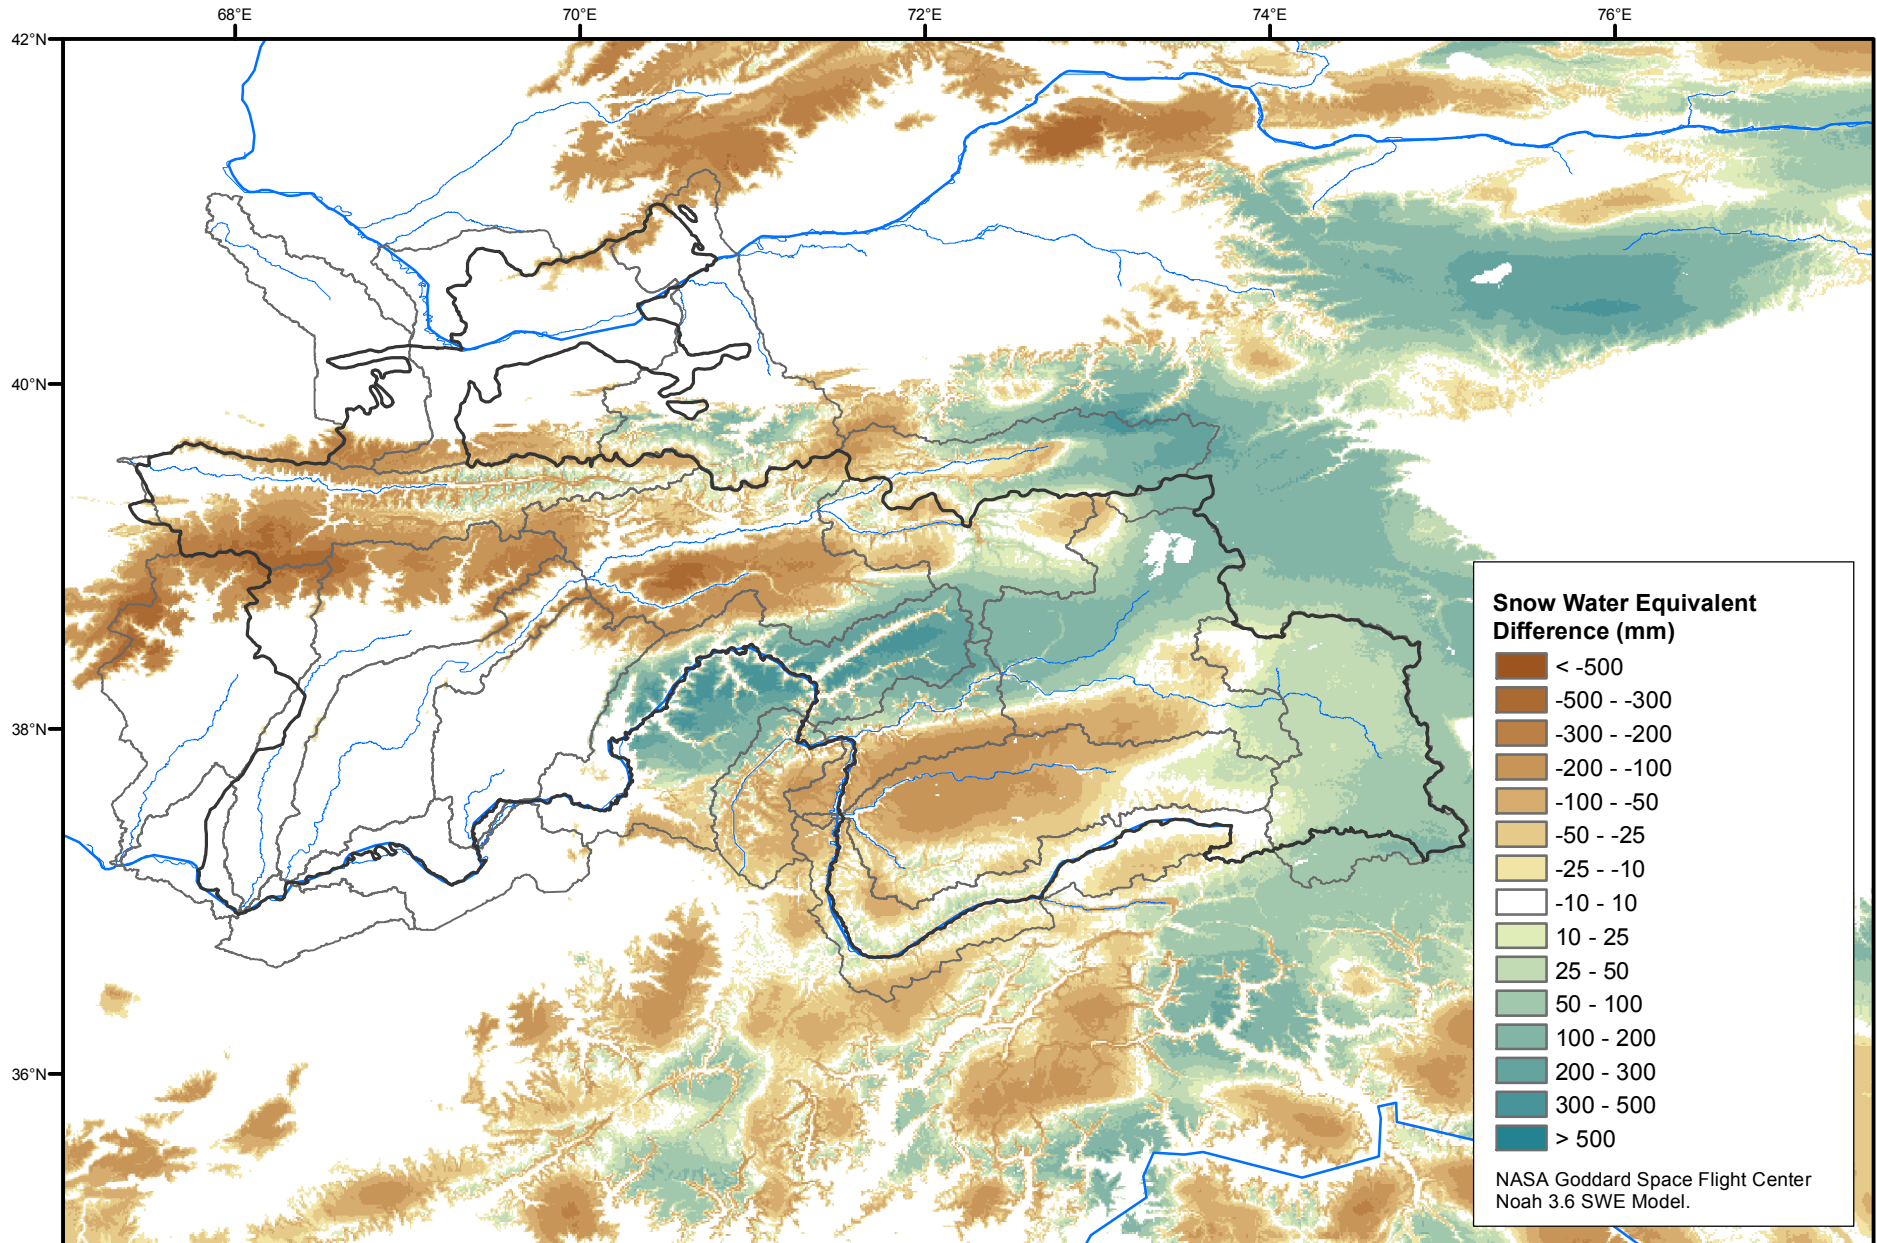 68°E
70°E
72°E
74°E
76°E
42°N
40°N
38°N
36°N
Snow Water Equivalent
Difference (mm)
< -500
-500 - -300
-300 - -200
-200 - -100
-100 - -50
-50 - -25
-25 - -10
-10 - 10
10 - 25
25 - 50
50 - 100
100 - 200
200 - 300
300 - 500
> 500
NASA Goddard Space Flight Center
Noah 3.6 SWE Model.